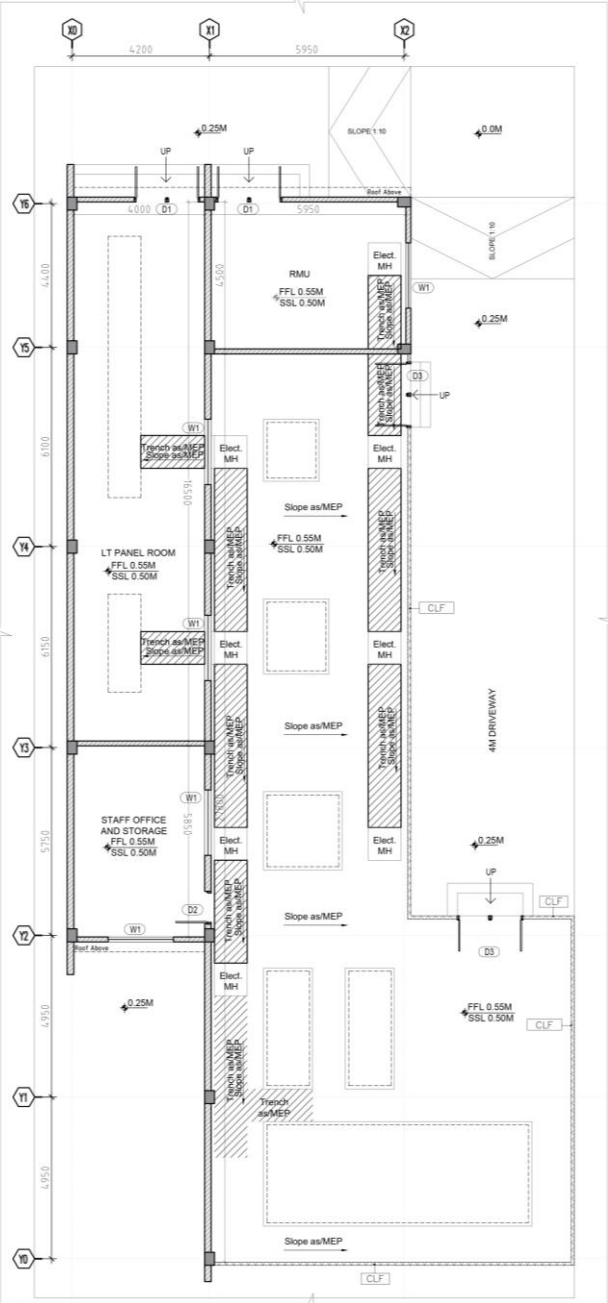 X0
X1
X2
4200
5950
0.25M
SLOPE 1:10
0.0M
UP
UP
Roof Above
Y6
4000
D1
D1
5950
SLOPE 1:10
4400
4500
RMU
FFL 0.55M
SSL 0.50M
Elect.
MH
Trench as/MEP
Slope as/MEP
W1
0.25M
Y5
D3
UP
Trench as/MEP
Slope as/MEP
6100
W1
Trench as/MEP
Slope as/MEP
Elect.
MH
Elect.
MH
16500
Slope as/MEP
Trench as/MEP
Slope as/MEP
Trench as/MEP
Slope as/MEP
Y4
LT PANEL ROOM
FFL 0.55M
SSL 0.50M
FFL 0.55M
SSL 0.50M
CLF
6150
W1
Trench as/MEP
Slope as/MEP
Elect.
MH
Elect.
MH
Trench as/MEP
Slope as/MEP
Slope as/MEP
Trench as/MEP
Slope as/MEP
4M DRIVEWAY
Y3
W1
5750
STAFF OFFICE
AND STORAGE
FFL 0.55M
SSL 0.50M
5850
Elect.
MH
Elect.
MH
0.25M
UP
Trench as/MEP
Slope as/MEP
D2
Slope as/MEP
CLF
Y2
W1
Roof Above
D3
Elect.
MH
0.25M
4950
FFL 0.55M
SSL 0.50M
CLF
Trench as/MEP
Slope as/MEP
Y1
Trench
as/MEP
4950
Slope as/MEP
Y0
CLF